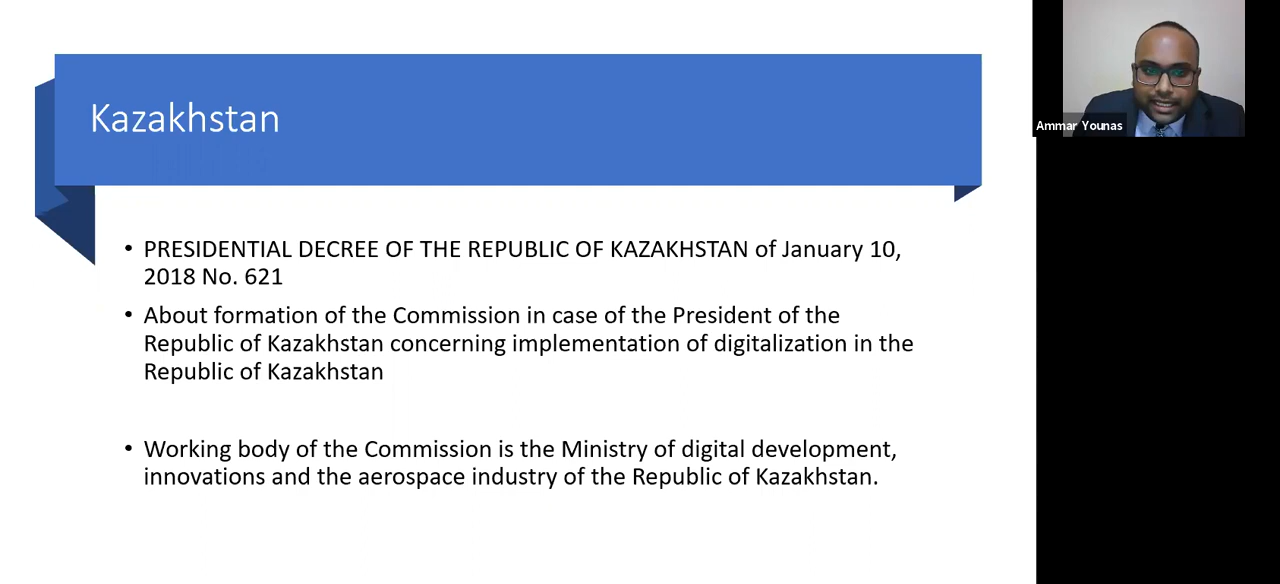 Kazakhstan
• PRESIDENTIAL DECREE OF THE REPUBLIC OF KAZAKHSTAN of January 10,
2018 No. 621
• About formation of the Commission in case of the President of the
Republic of Kazakhstan concerning implementation of digitalization in the
Republic of Kazakhstan
• Working body of the Commission is the Ministry of digital development,
innovations and the aerospace industry of the Republic of Kazakhstan.
Ammar Younas